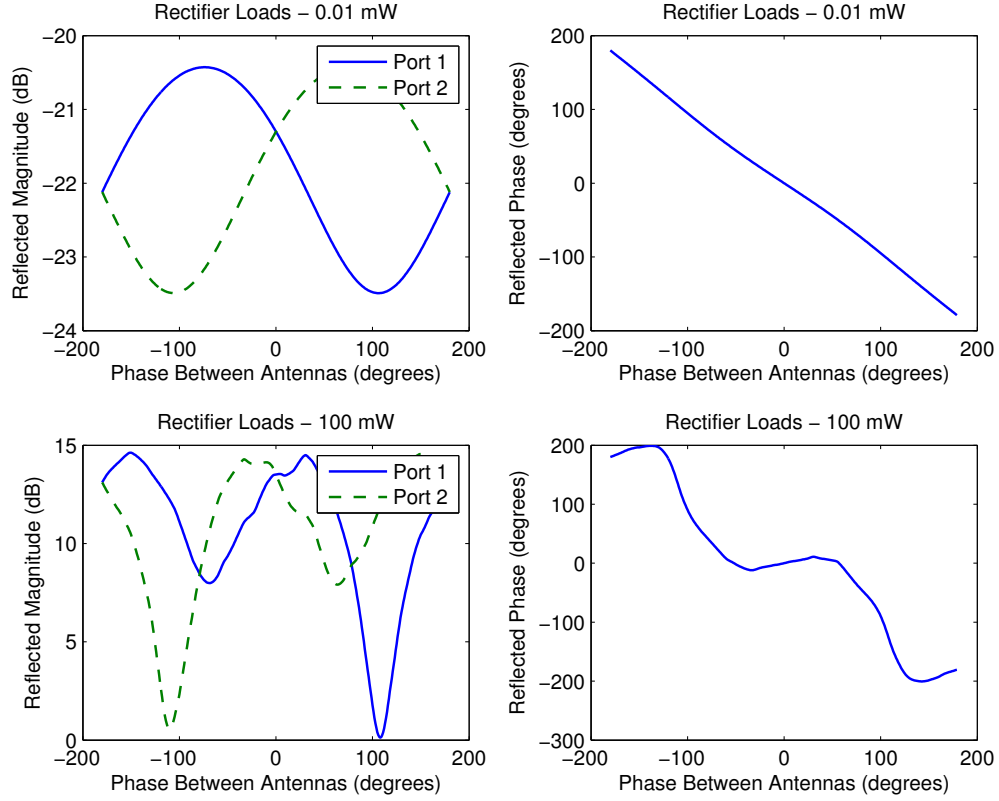 Rectifier Loads − 0.01 mW
Reflected Magnitude (dB)
−20
−21
−22
−23
−24
−200
−100
0
100
200
Phase Between Antennas (degrees)
Port 1
Port 2
Rectifier Loads − 0.01 mW
Reflected Phase (degrees)
200
100
0
−100
−200
−200
−100
0
100
200
Phase Between Antennas (degrees)
Rectifier Loads − 100 mW
Reflected Magnitude (dB)
15
10
5
0
−200
−100
0
100
200
Phase Between Antennas (degrees)
Port 1
Port 2
Rectifier Loads − 100 mW
Reflected Phase (degrees)
200
100
0
−100
−200
−300
−200
−100
0
100
200
Phase Between Antennas (degrees)